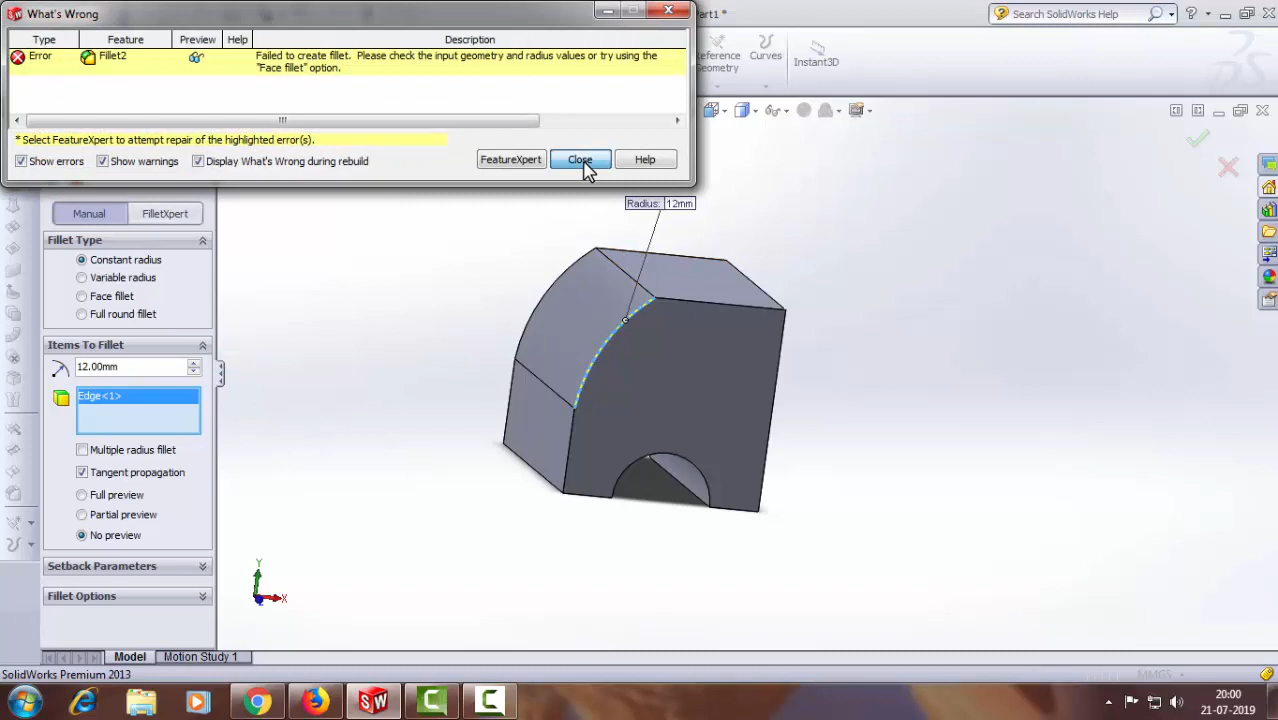 What's Wrong
Part1 *
Search SolidWorks Help
Type Feature Preview Help Description
Error Fillet2 Failed to create fillet. Please check the input geometry and radius values or try using the
"Face fillet" option.
Reference
Geometry
Curves
Instant3D
* Select FeatureXpert to attempt repair of the highlighted error(s).
Show errors Show warnings Display What's Wrong during rebuild FeatureXpert Close Help
Radius: 12mm
Manual FilletXpert
Fillet Type
Constant radius
Variable radius
Face fillet
Full round fillet
Items To Fillet
12.00mm
Edge<1>
Multiple radius fillet
Tangent propagation
Full preview
Partial preview
No preview
Setback Parameters
Fillet Options
Y
X
Model Motion Study 1
SolidWorks Premium 2013
MMGS
20:00
21-07-2019